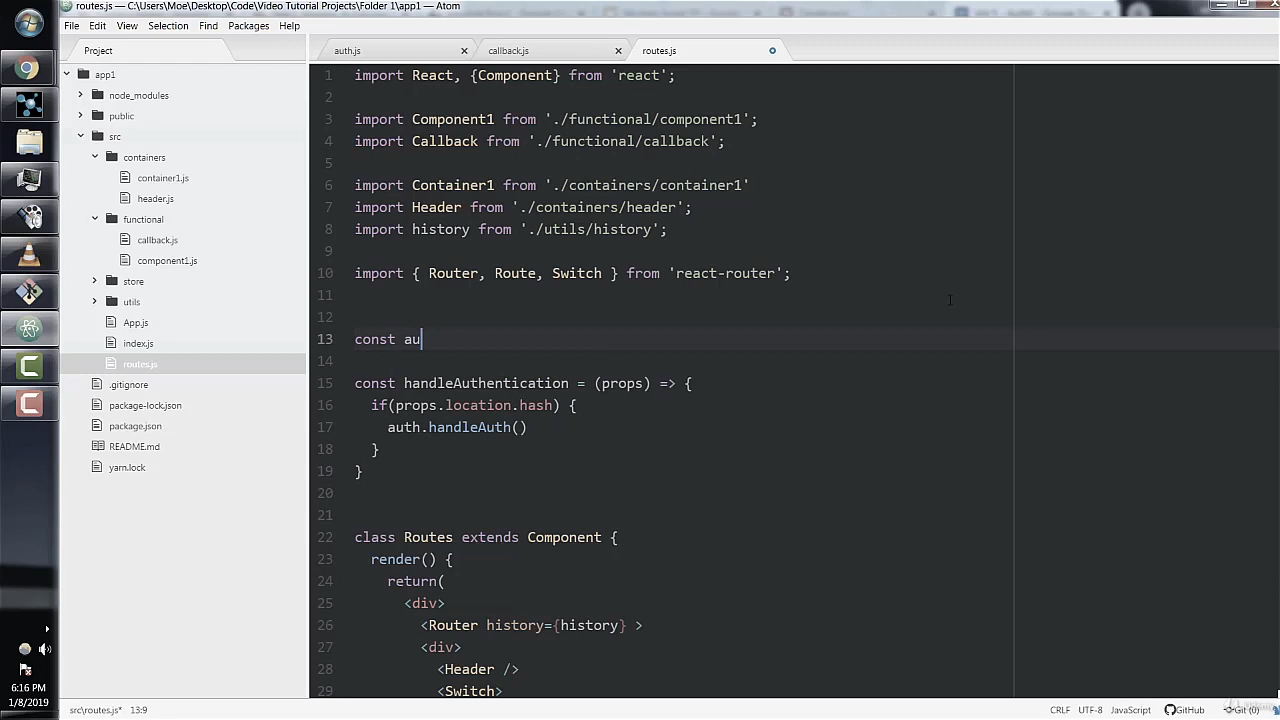 routes.js — C:\Users\Moe\Desktop\Code\Video Tutorial Projects\Folder 1\app1 — Atom
File Edit View Selection Find Packages Help
Project
auth.js
callback.js
routes.js
app1
node_modules
public
src
containers
container1.js
header.js
functional
callback.js
component1.js
store
utils
App.js
index.js
routes.js
.gitignore
package-lock.json
package.json
README.md
yarn.lock
1 import React, {Component} from 'react';
2
3 import Component1 from './functional/component1';
4 import Callback from './functional/callback';
5
6 import Container1 from './containers/container1'
7 import Header from './containers/header';
8 import history from './utils/history';
9
10 import { Router, Route, Switch } from 'react-router';
11
12
13 const au
14
15 const handleAuthentication = (props) => {
16 if(props.location.hash) {
17 auth.handleAuth()
18 }
19 }
20
21
22 class Routes extends Component {
23 render() {
24 return(
25 <div>
26 <Router history={history} >
27 <div>
28 <Header />
29 <Switch>
6:16 PM
1/8/2019
src\routes.js* 13:9
CRLF UTF-8 JavaScript GitHub Git (0)